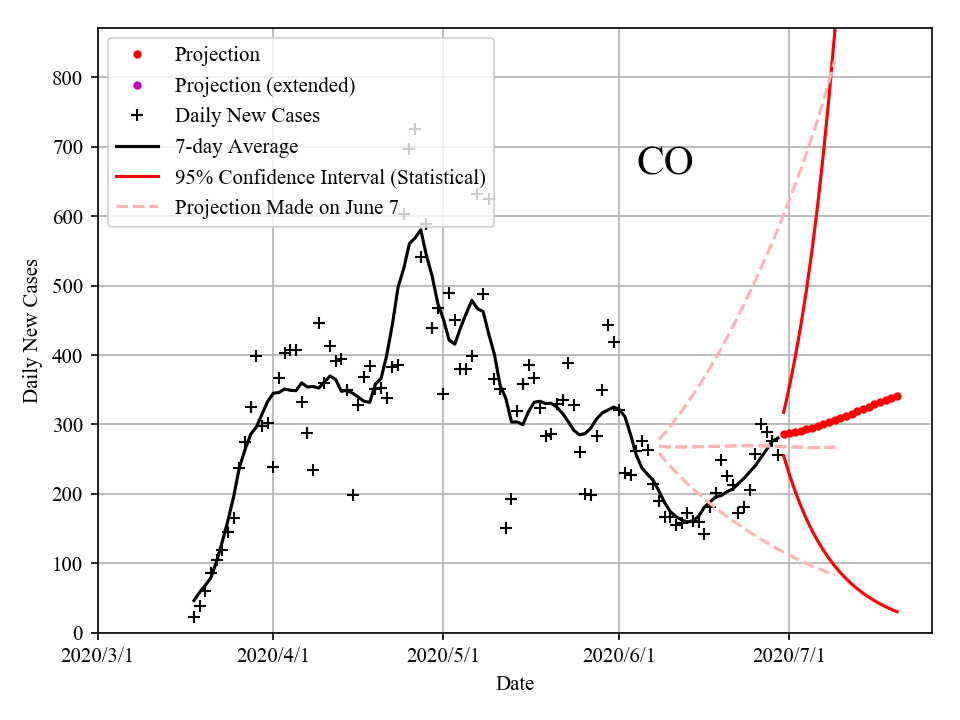 Projection
Projection (extended)
Daily New Cases
7-day Average
95% Confidence Interval (Statistical)
Projection Made on June 7
CO
800
700
600
500
400
300
200
100
0
Daily New Cases
2020/3/1 2020/4/1 2020/5/1 2020/6/1 2020/7/1
Date